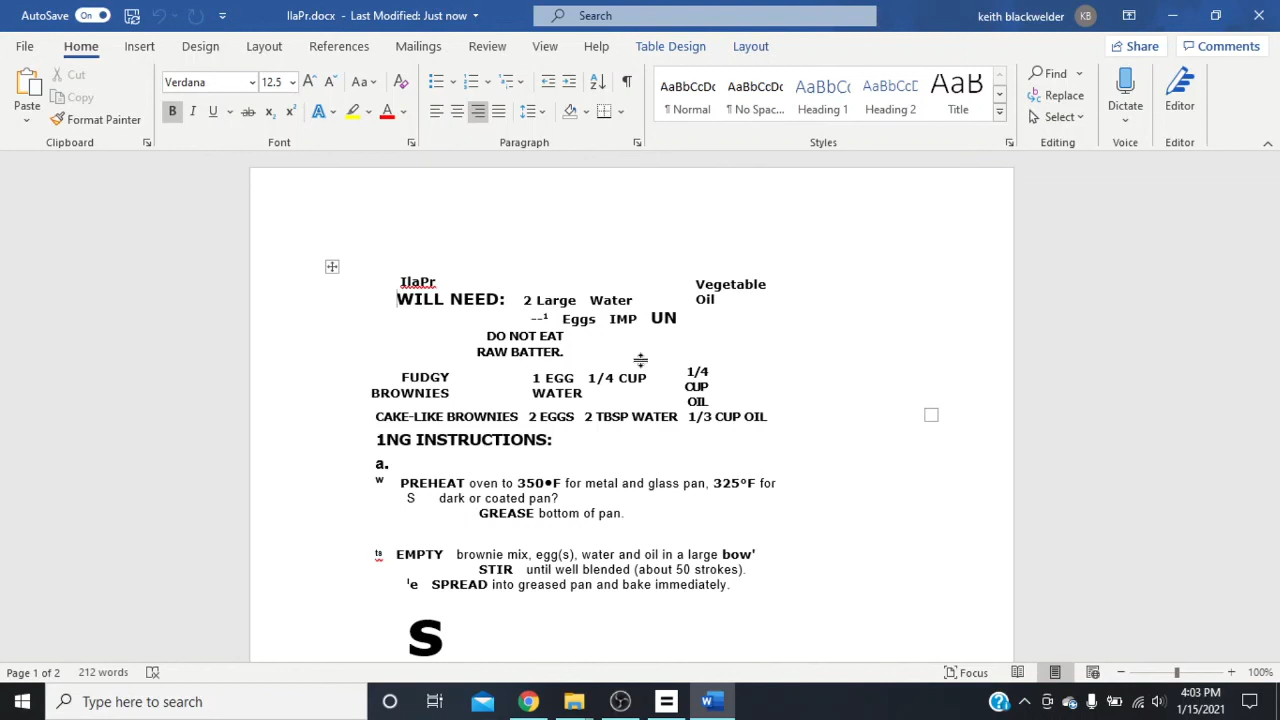 AutoSave On IlaPr.docx - Last Modified: Just now Search keith blackwelder KB
File Home Insert Design Layout References Mailings Review View Help Table Design Layout Share Comments
Paste Cut Copy Format Painter Clipboard
Verdana 12.5 Aa B I U ab x₂ x² A A Font
Paragraph
AaBbCcDc ¶ Normal AaBbCcDc ¶ No Spac... AaBbCc Heading 1 AaBbCcD Heading 2 AaB Title Styles
Find Replace Select Editing
Dictate Voice
Editor Editor
IlaPr
WILL NEED: 2 Large Water Vegetable Oil
--¹ Eggs IMP UN
DO NOT EAT
RAW BATTER.
FUDGY BROWNIES 1 EGG 1/4 CUP WATER 1/4 CUP OIL
CAKE-LIKE BROWNIES 2 EGGS 2 TBSP WATER 1/3 CUP OIL
1NG INSTRUCTIONS:
a.
w PREHEAT oven to 350•F for metal and glass pan, 325°F for
S dark or coated pan?
GREASE bottom of pan.
ts EMPTY brownie mix, egg(s), water and oil in a large bow'
STIR until well blended (about 50 strokes).
'e SPREAD into greased pan and bake immediately.
S
Page 1 of 2 212 words Focus 100%
Type here to search 4:03 PM
1/15/2021